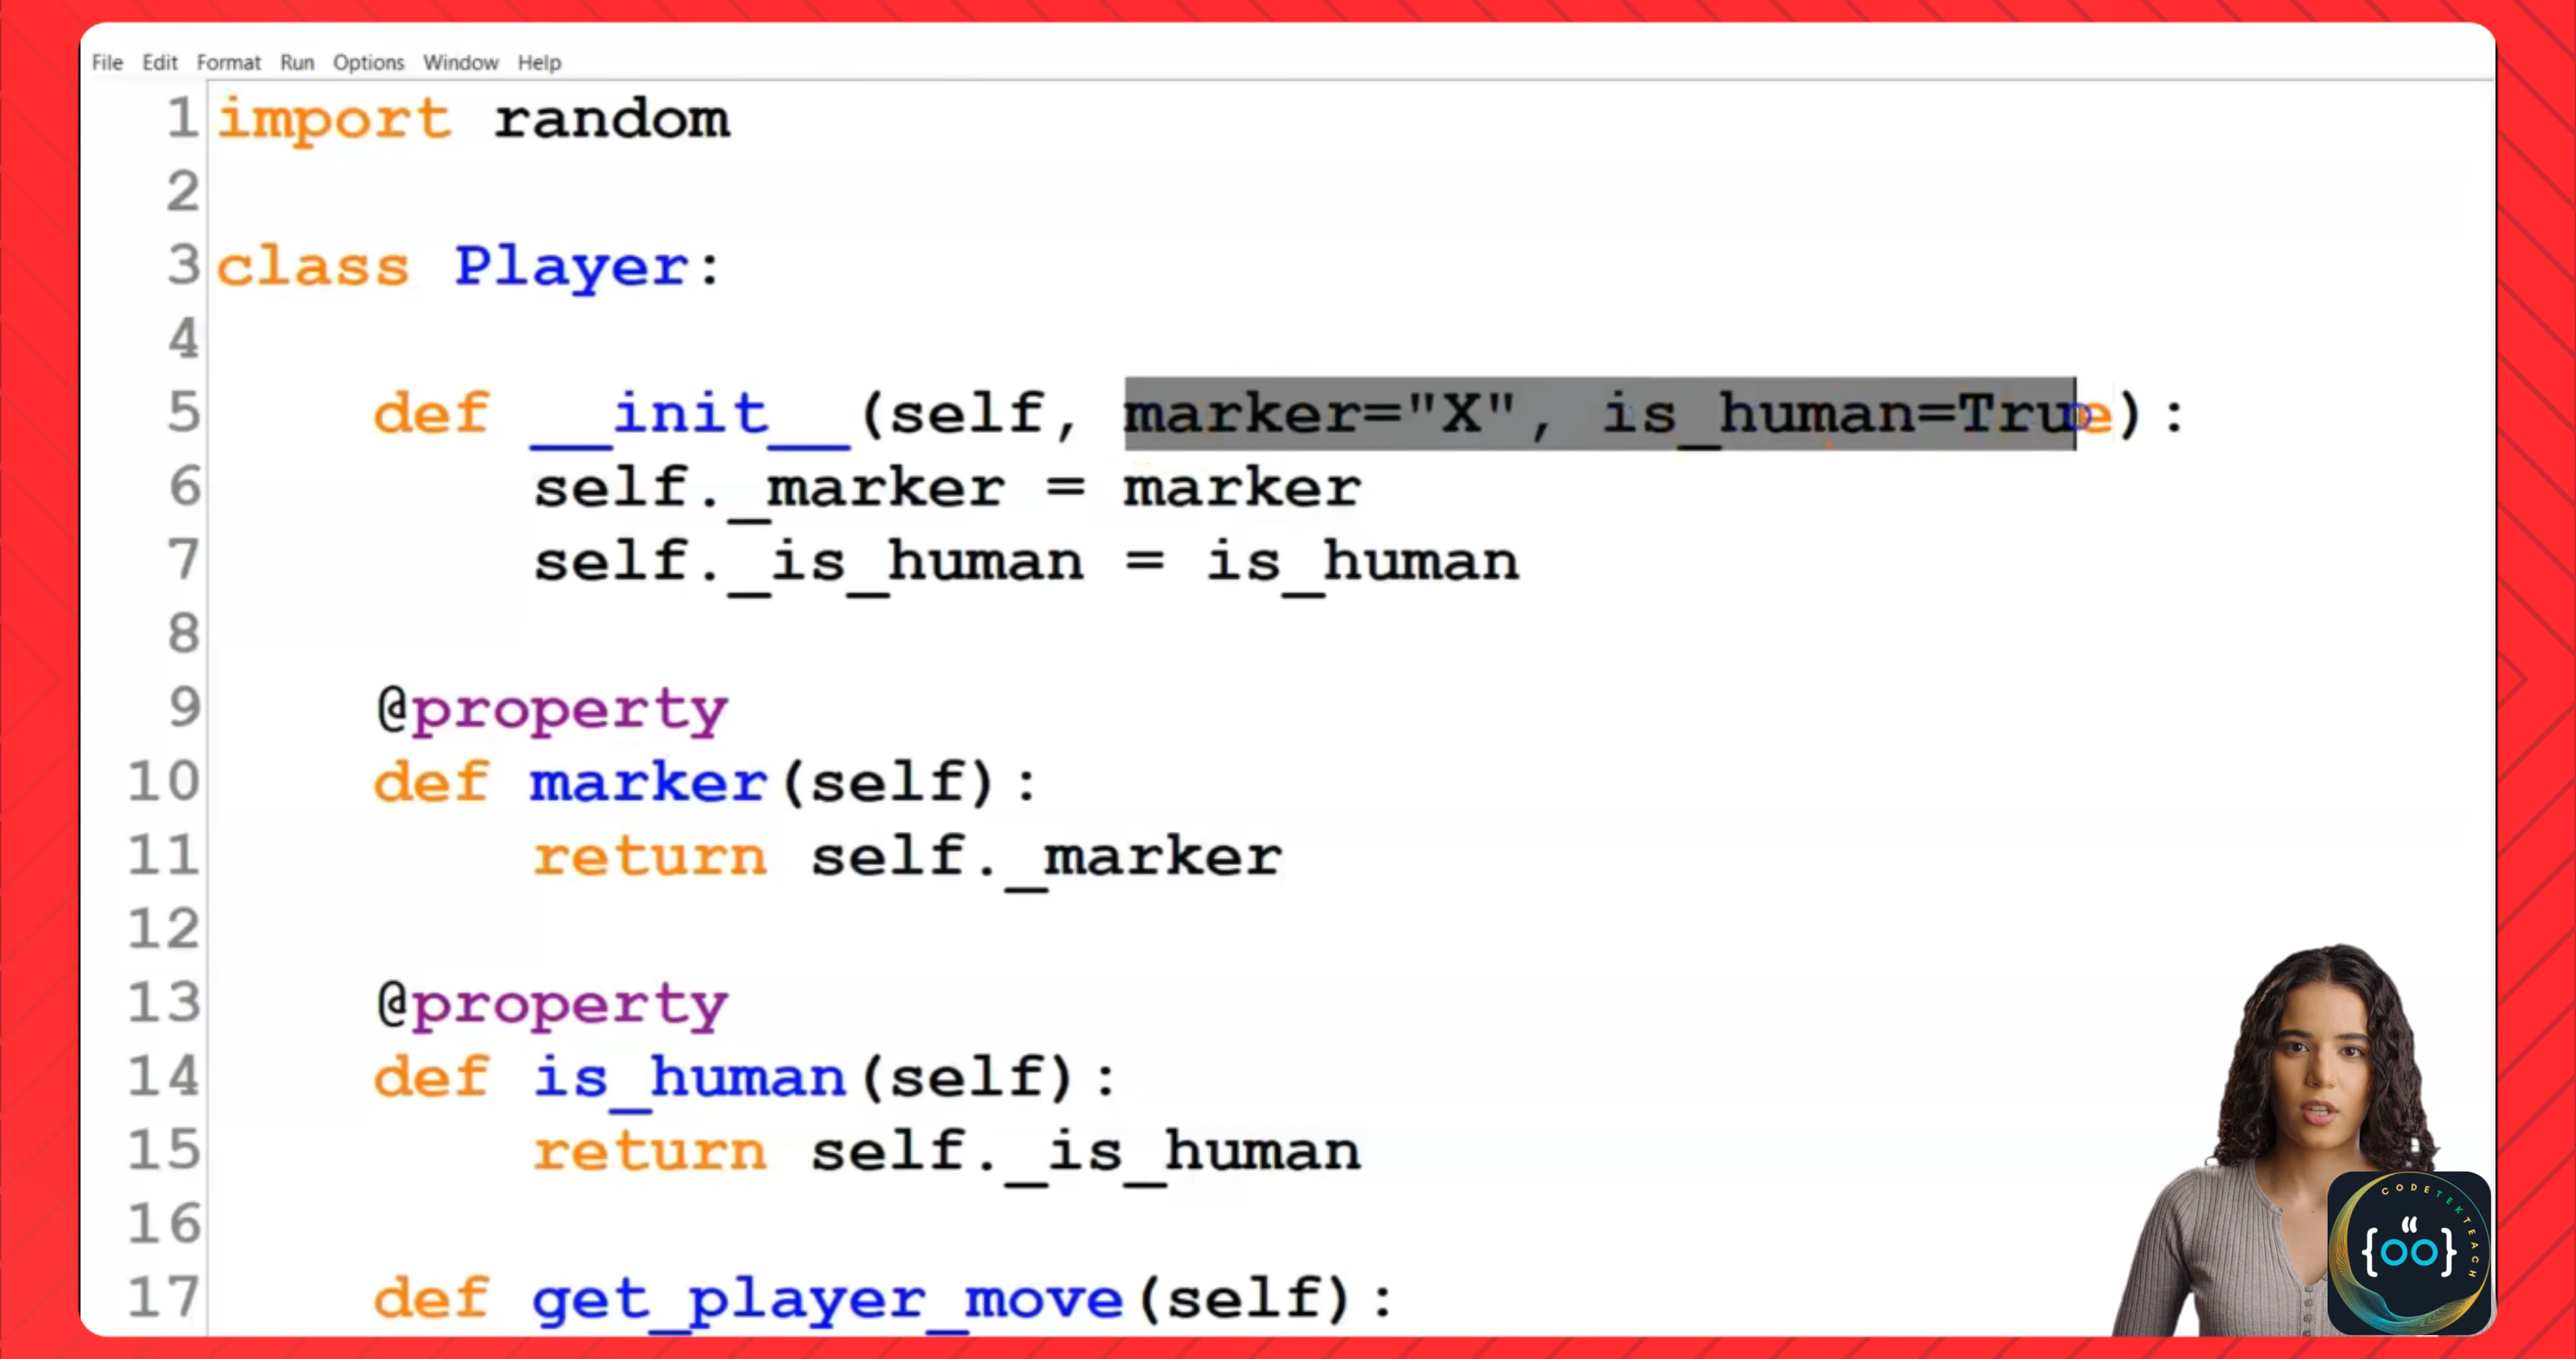 File Edit Format Run Options Window Help
1 import random
2
3 class Player:
4
5     def __init__(self, marker="X", is_human=True):
6         self._marker = marker
7         self._is_human = is_human
8
9     @property
10     def marker(self):
11         return self._marker
12
13     @property
14     def is_human(self):
15         return self._is_human
16
17     def get_player_move(self):
CODETEKTEACH
{oo}